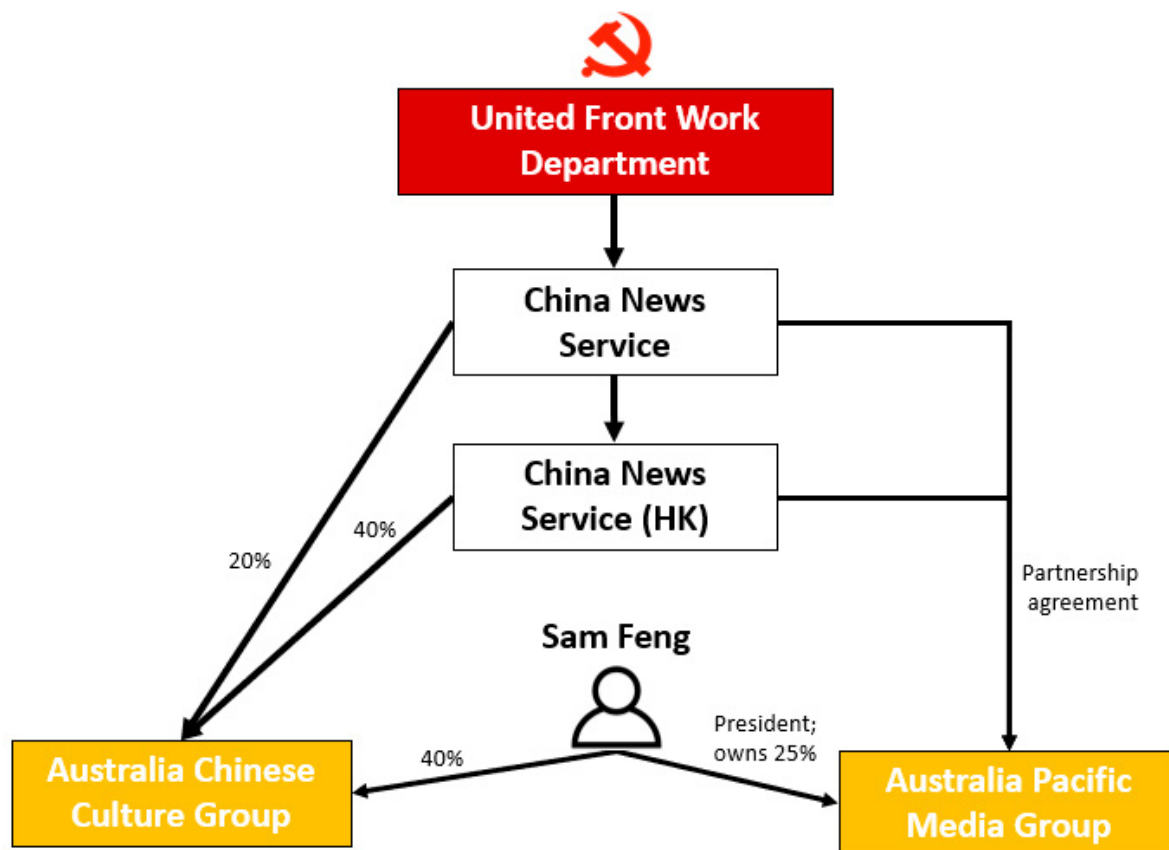 United Front Work
Department
China News
Service
China News
Service (HK)
20%
40%
Partnership
agreement
Sam Feng
President;
owns 25%
40%
Australia Chinese
Culture Group
Australia Pacific
Media Group